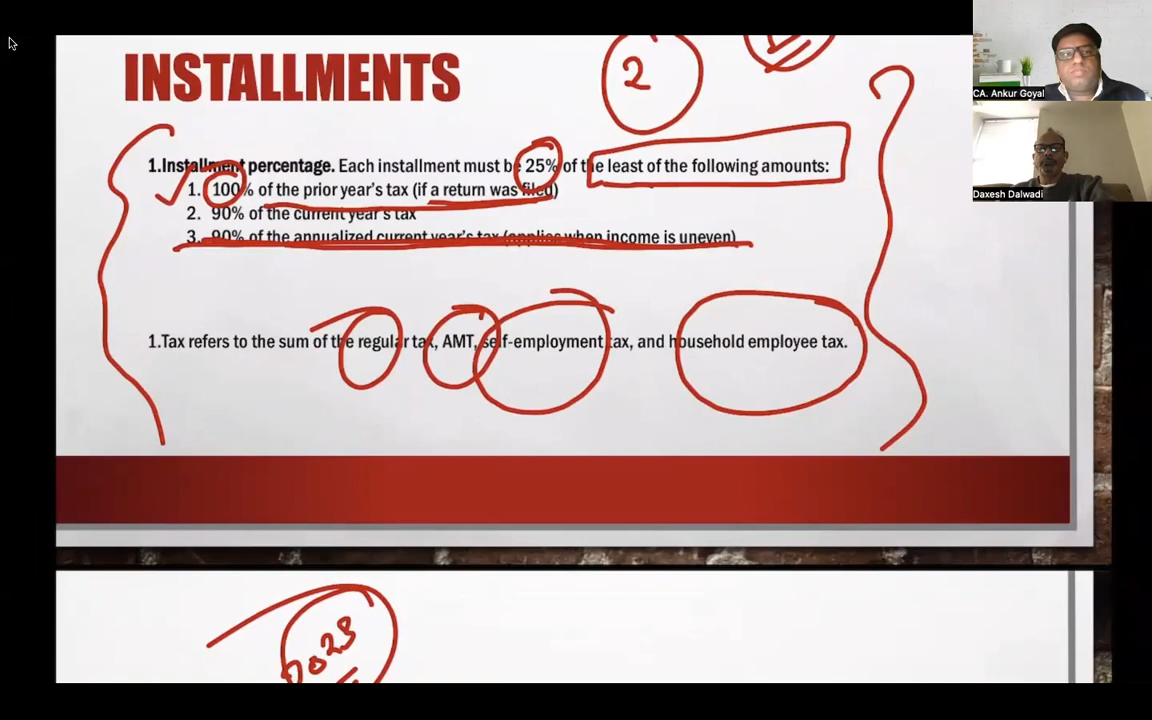 INSTALLMENTS
2
1.Installment percentage. Each installment must be 25% of the least of the following amounts:
1. 100% of the prior year's tax (if a return was filed)
2. 90% of the current year's tax
3. 90% of the annualized current year's tax (applies when income is uneven)
1.Tax refers to the sum of the regular tax, AMT, self-employment tax, and household employee tax.
2023
CA. Ankur Goyal
Daxesh Dalwadi